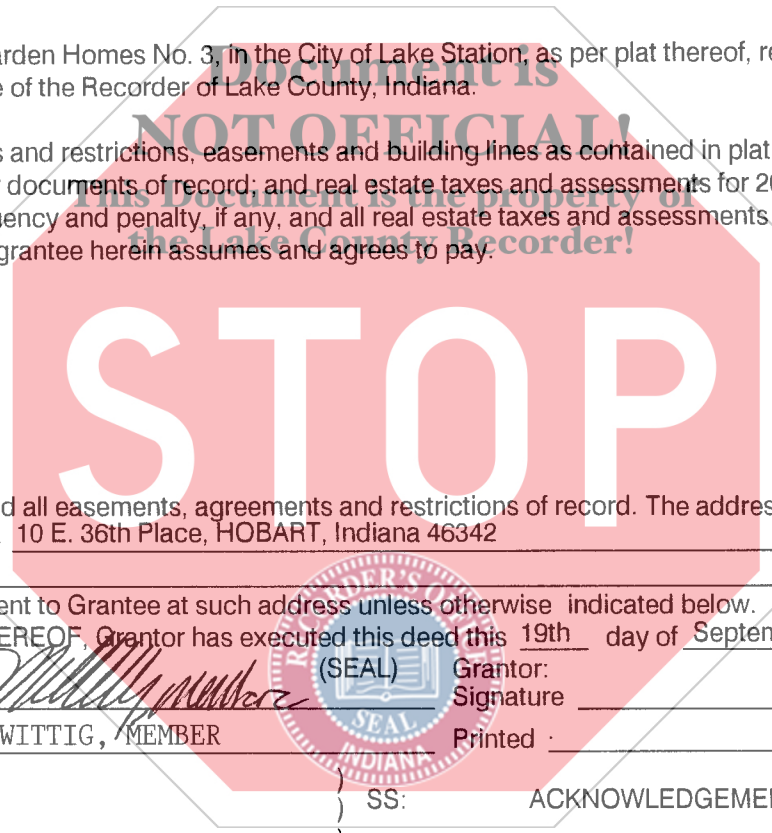 arden Homes No. 3, in the City of Lake Station, as per plat thereof, re
e of the Recorder of Lake County, Indiana.
Document is
NOT OFFICIAL!
This Document is the property of
the Lake County Recorder!
s and restrictions, easements and building lines as contained in plat
documents of record; and real estate taxes and assessments for 20
ency and penalty, if any, and all real estate taxes and assessments
grantee herein assumes and agrees to pay.
STOP
d all easements, agreements and restrictions of record. The addres
10 E. 36th Place, HOBART, Indiana 46342
ent to Grantee at such address unless otherwise indicated below.
EREOF, Grantor has executed this deed this 19th day of Septem
(SEAL) Grantor:
member
Signature
WITTIG, MEMBER Printed
RECORDER'S OFFICE
SEAL
INDIANA
SS: ACKNOWLEDGEME